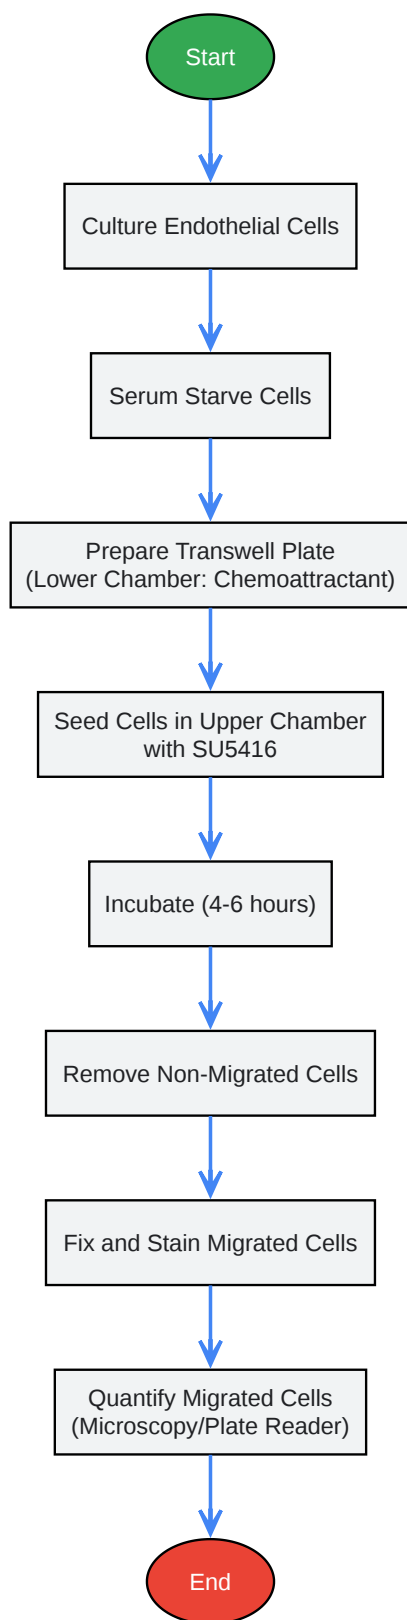 Start
Culture Endothelial Cells
Serum Starve Cells
Prepare Transwell Plate
(Lower Chamber: Chemoattractant)
Seed Cells in Upper Chamber
with SU5416
Incubate (4-6 hours)
Remove Non-Migrated Cells
Fix and Stain Migrated Cells
Quantify Migrated Cells
(Microscopy/Plate Reader)
End